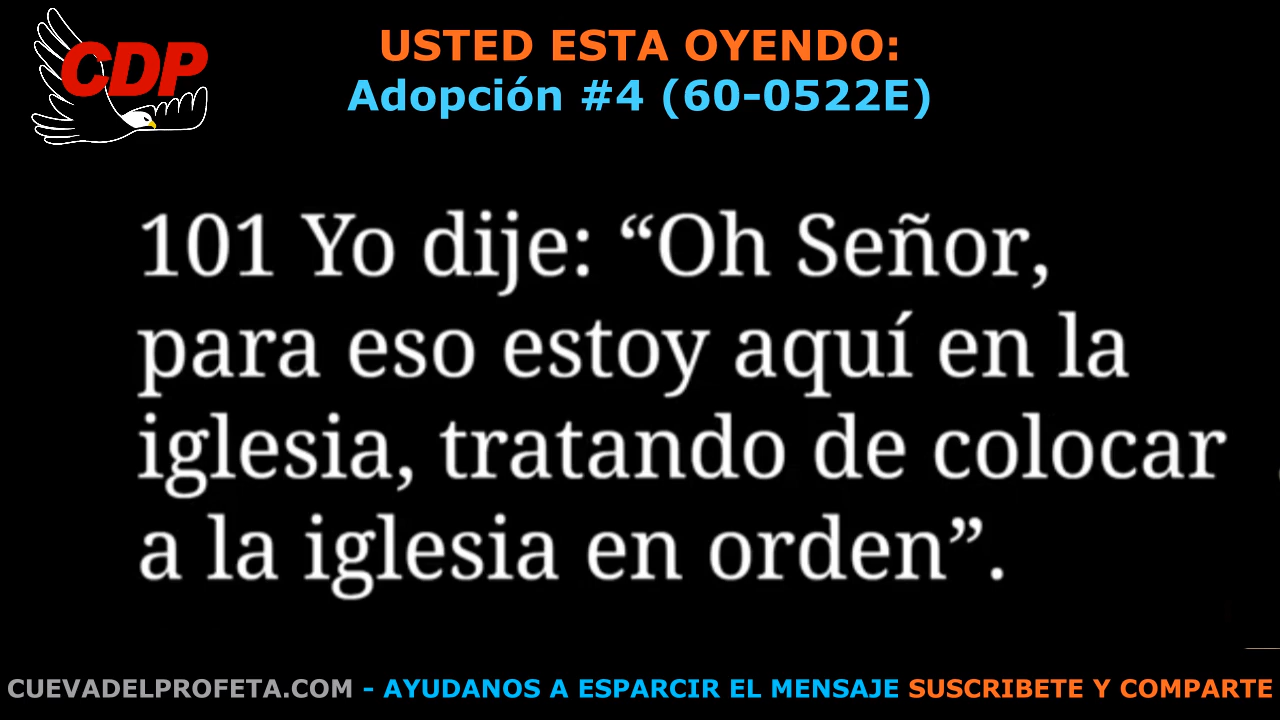 CDP
USTED ESTA OYENDO:
Adopción #4 (60-0522E)
101 Yo dije: “Oh Señor,
para eso estoy aquí en la
iglesia, tratando de colocar
a la iglesia en orden”.
CUEVADELPROFETA.COM - AYUDANOS A ESPARCIR EL MENSAJE SUSCRIBETE Y COMPARTE